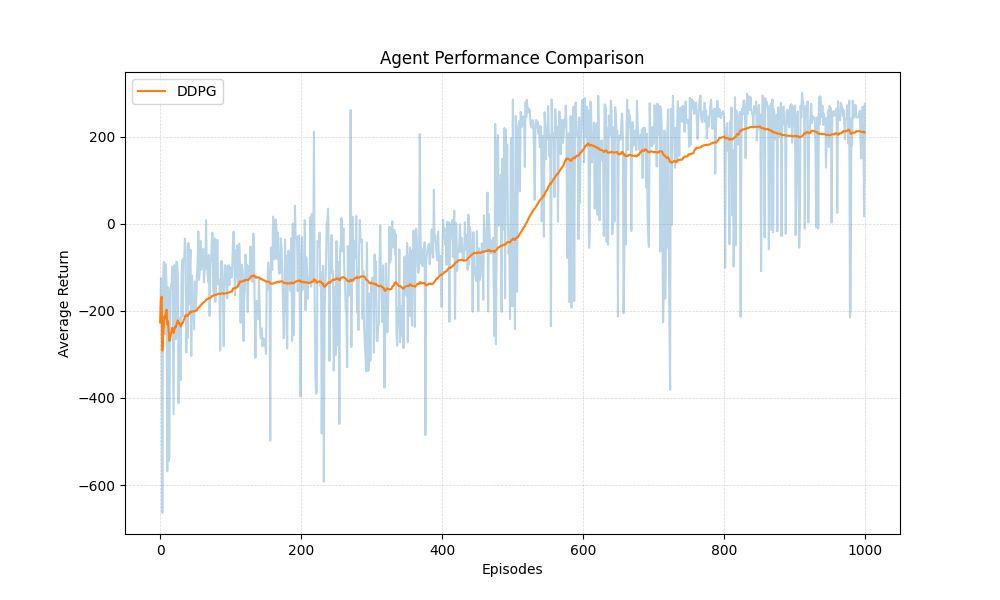 Agent Performance Comparison
DDPG
Average Return
200
0
−200
−400
−600
0 200 400 600 800 1000
Episodes